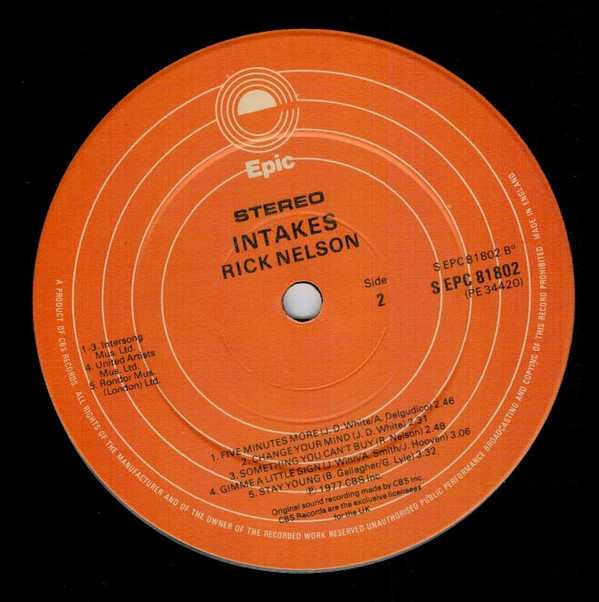 Epic
STEREO
INTAKES
RICK NELSON
Side
2
S EPC 81802 B°
S EPC 81802
(PE 34420)
1-3. Intersong
Mus. Ltd.
4. United Artists
Mus. Ltd.
5. Rondor Mus.
(London) Ltd.
1. FIVE MINUTES MORE (J. D. White/A. Delgudico) 2.46
2. CHANGE YOUR MIND (J. D. White) 2.31
3. SOMETHING YOU CAN'T BUY (R. Nelson) 2.48
4. GIMME A LITTLE SIGN (J. Winn/A. Smith/J. Hooven) 3.06
5. STAY YOUNG (B. Gallagher/G. Lyle) 3.32
℗ 1977 CBS Inc.
Original sound recording made by CBS Inc.
CBS Records are the exclusive licensees
for the UK
A PRODUCT OF CBS RECORDS. ALL RIGHTS OF THE MANUFACTURER AND OF THE OWNER OF THE RECORDED WORK RESERVED-UNAUTHORISED PUBLIC PERFORMANCE BROADCASTING AND COPYING OF THIS RECORD PROHIBITED MADE IN ENGLAND